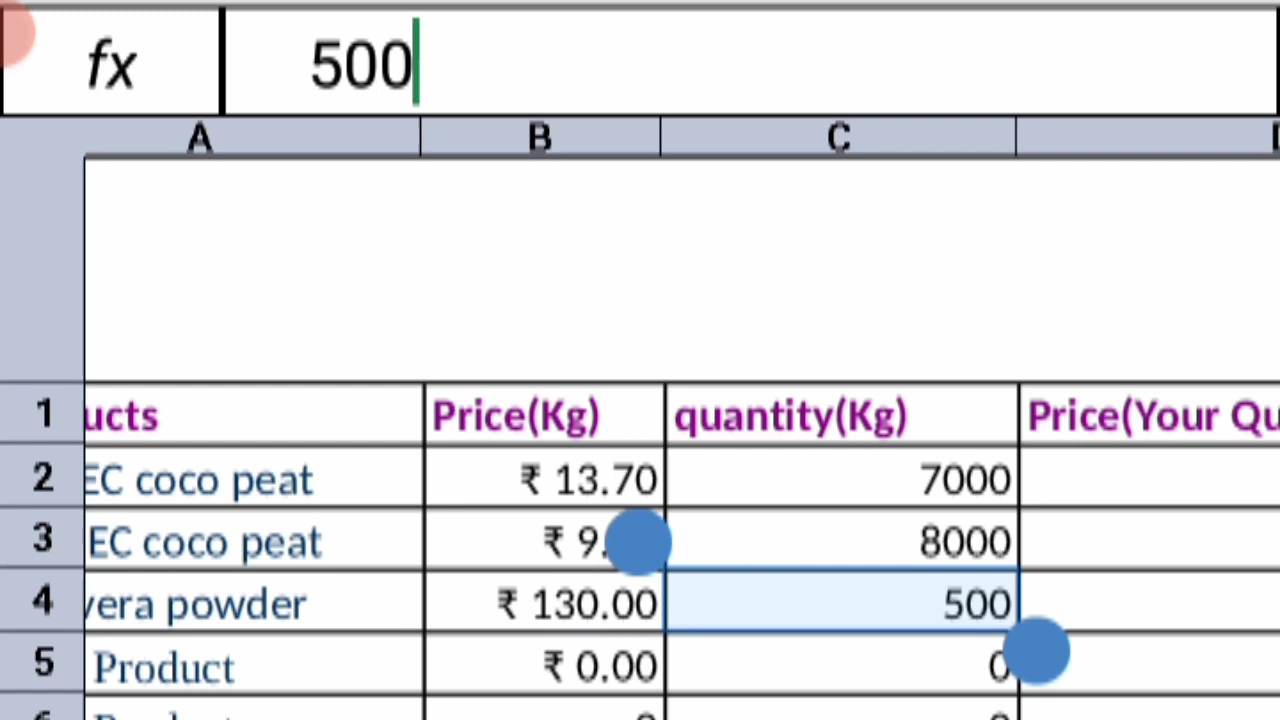 fx 500
A B C
1 ucts Price(Kg) quantity(Kg) Price(Your Qu
2 EC coco peat ₹ 13.70 7000
3 EC coco peat ₹ 9. 8000
4 vera powder ₹ 130.00 500
5 Product ₹ 0.00 0